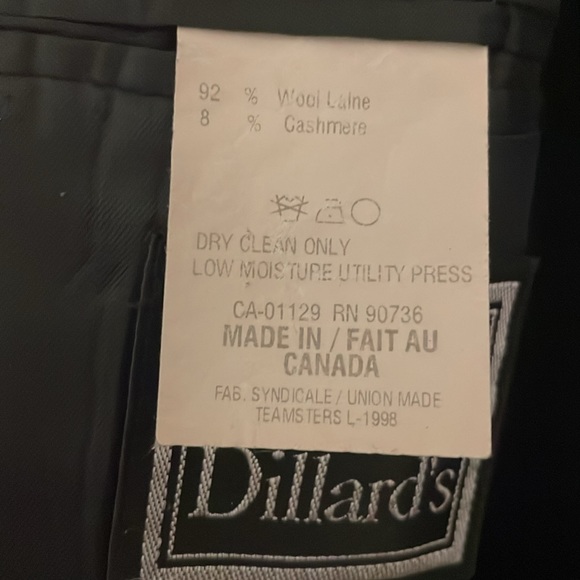 92 % Wool Laine
8 % Cashmere
DRY CLEAN ONLY
LOW MOISTURE UTILITY PRESS
CA-01129 RN 90736
MADE IN / FAIT AU
CANADA
FAB. SYNDICALE / UNION MADE
TEAMSTERS L-1998
Dillard's